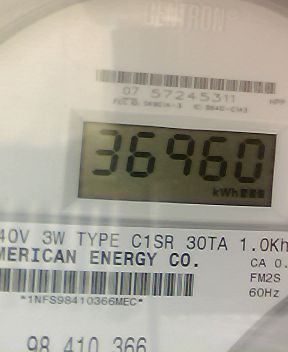 CENTRON
07 57245311
36960
kWh
40V 3W TYPE C1SR 30TA 1.0Kh
MERICAN ENERGY CO.
CA 0.
FM2S
60Hz
*1NFS98410366MEC*
98 410 366